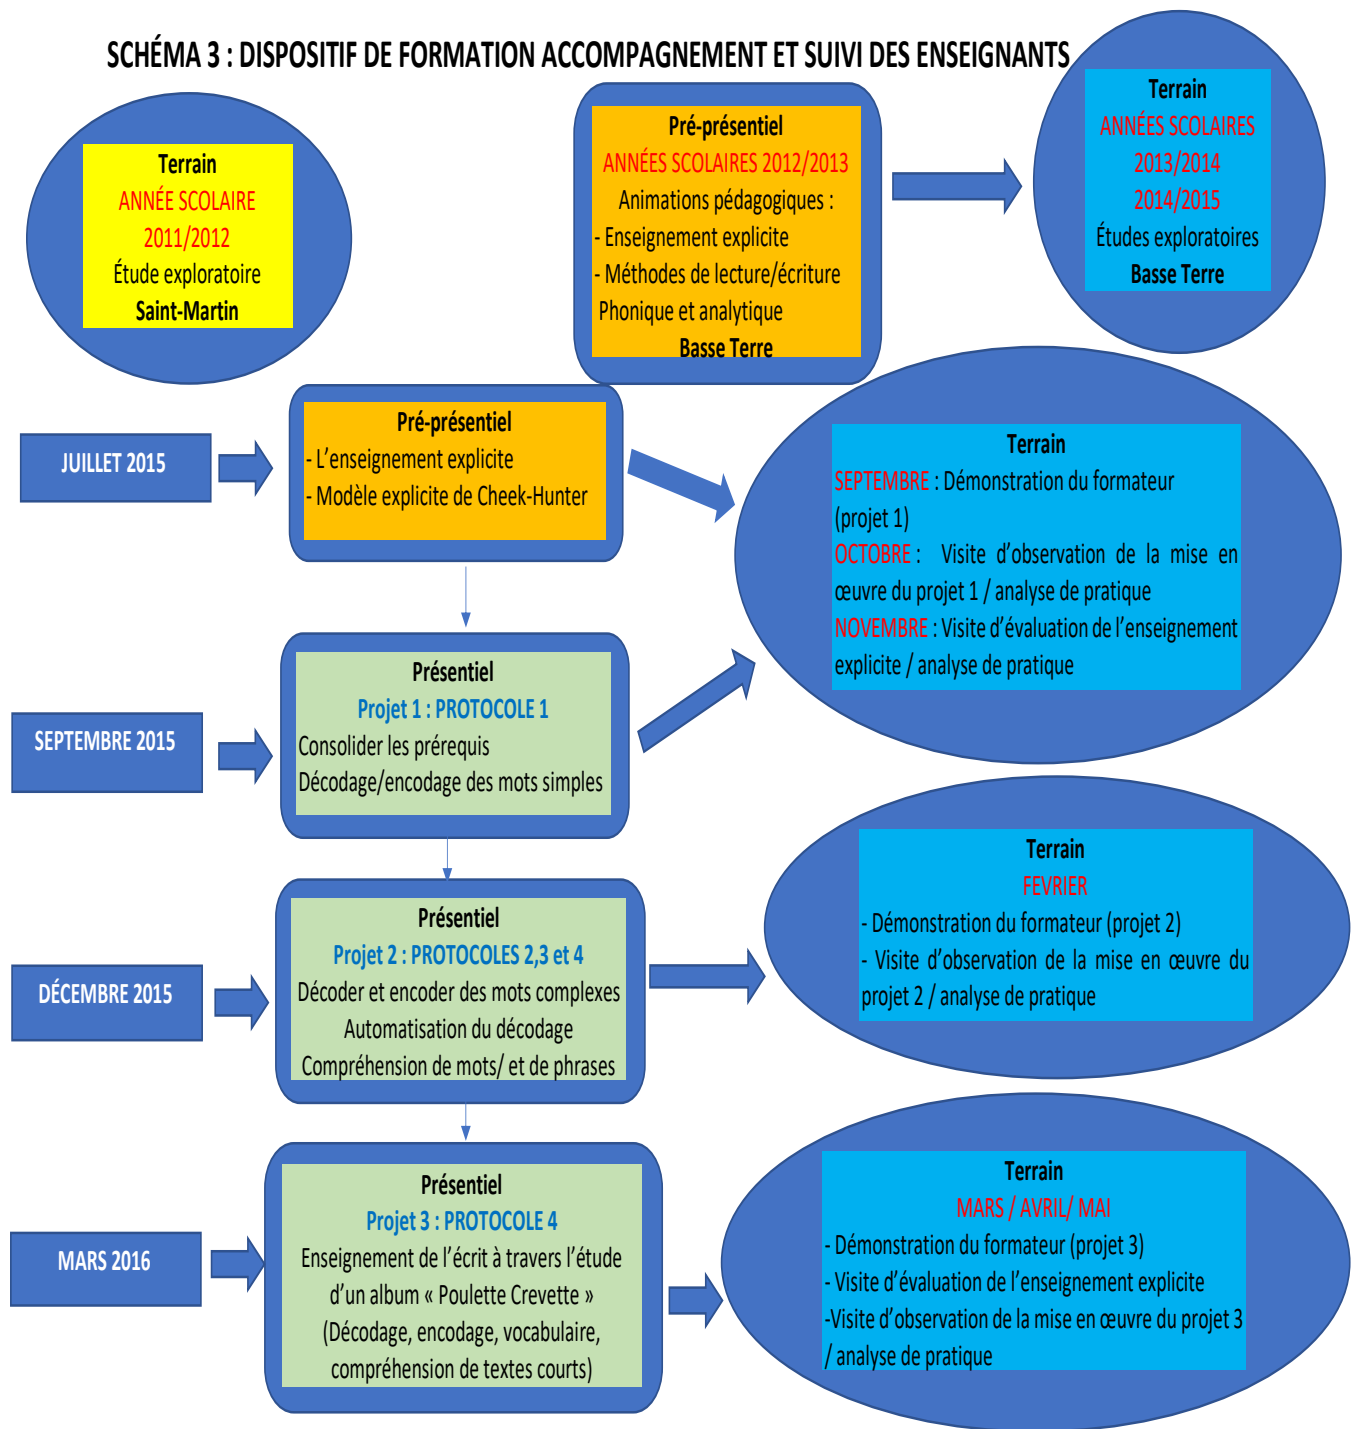 SCHÉMA 3 : DISPOSITIF DE FORMATION ACCOMPAGNEMENT ET SUIVI DES ENSEIGNANTS
Terrain
ANNÉE SCOLAIRE
2011/2012
Étude exploratoire
Saint-Martin
Pré-présentiel
ANNÉES SCOLAIRES 2012/2013
Animations pédagogiques :
- Enseignement explicite
- Méthodes de lecture/écriture
Phonique et analytique
Basse Terre
Terrain
ANNÉES SCOLAIRES
2013/2014
2014/2015
Études exploratoires
Basse Terre
JUILLET 2015
Pré-présentiel
- L'enseignement explicite
- Modèle explicite de Cheek-Hunter
Terrain
SEPTEMBRE : Démonstration du formateur
(projet 1)
OCTOBRE : Visite d'observation de la mise en
œuvre du projet 1 / analyse de pratique
NOVEMBRE : Visite d'évaluation de l'enseignement
explicite / analyse de pratique
SEPTEMBRE 2015
Présentiel
Projet 1 : PROTOCOLE 1
Consolider les prérequis
Décodage/encodage des mots simples
DÉCEMBRE 2015
Présentiel
Projet 2 : PROTOCOLES 2,3 et 4
Décoder et encoder des mots complexes
Automatisation du décodage
Compréhension de mots/ et de phrases
Terrain
FEVRIER
- Démonstration du formateur (projet 2)
- Visite d'observation de la mise en œuvre du
projet 2 / analyse de pratique
MARS 2016
Présentiel
Projet 3 : PROTOCOLE 4
Enseignement de l'écrit à travers l'étude
d'un album « Poulette Crevette »
(Décodage, encodage, vocabulaire,
compréhension de textes courts)
Terrain
MARS / AVRIL/ MAI
- Démonstration du formateur (projet 3)
- Visite d'évaluation de l'enseignement explicite
-Visite d'observation de la mise en œuvre du projet 3
/ analyse de pratique